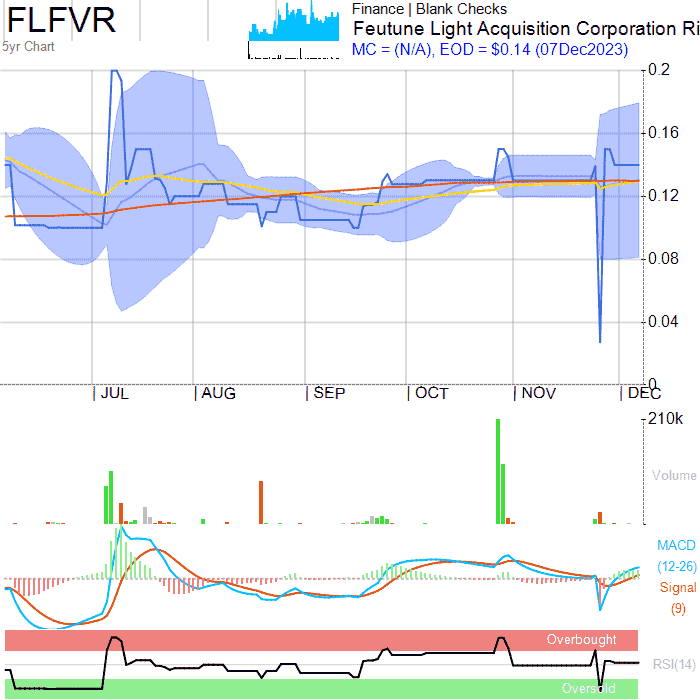 FLFVR
5yr Chart
Finance | Blank Checks
Feutune Light Acquisition Corporation Ri
MC = (N/A), EOD = $0.14 (07Dec2023)
0.2
0.16
0.12
0.08
0.04
0
JUL AUG SEP OCT NOV DEC
210k
Volume
MACD
(12-26)
Signal
(9)
Overbought
RSI(14)
Oversold